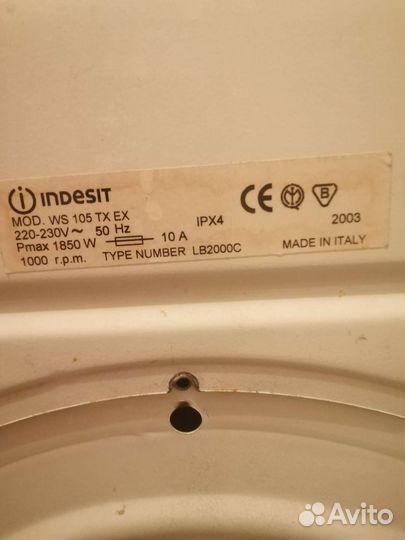 INDESIT
MOD. WS 105 TX EX
220-230V~ 50 Hz IPX4
Pmax 1850 W 10 A
1000 r.p.m. TYPE NUMBER LB2000C
CE B
2003
MADE IN ITALY
Avito